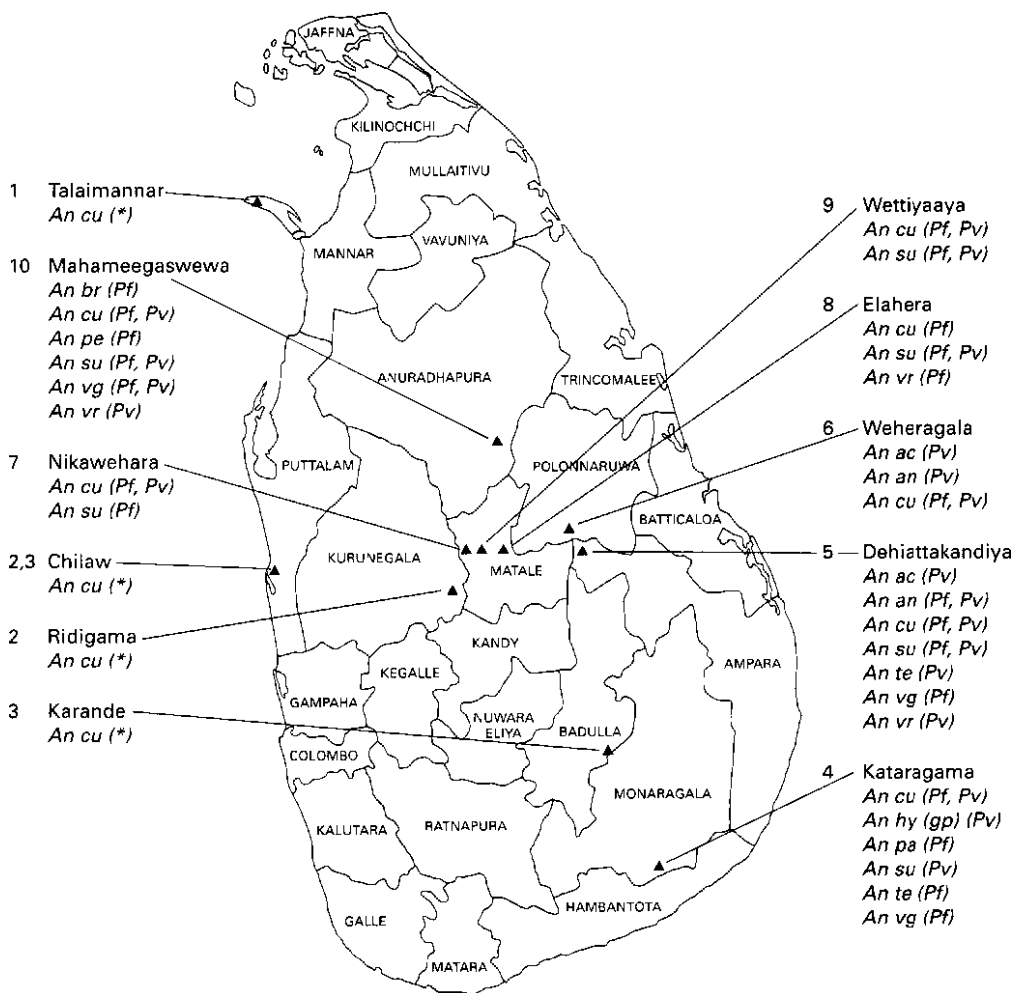 1 Talaimannar
An cu (*)
10 Mahameegaswewa
An br (Pf)
An cu (Pf, Pv)
An pe (Pf)
An su (Pf, Pv)
An vg (Pf, Pv)
An vr (Pv)
7 Nikawehara
An cu (Pf, Pv)
An su (Pf)
2,3 Chilaw
An cu (*)
2 Ridigama
An cu (*)
3 Karande
An cu (*)
JAFFNA
KILINOCHCHI
MULLAITIVU
MANNAR
VAVUNIYA
ANURADHAPURA
TRINCOMALEE
PUTTALAM
POLONNARUWA
BATTICALOA
KURUNEGALA
MATALE
KANDY
KEGALLE
AMPARA
GAMPAHA
NUWARA
ELIYA
BADULLA
COLOMBO
MONARAGALA
KALUTARA
RATNAPURA
HAMBANTOTA
GALLE
MATARA
9 Wettiyaaya
An cu (Pf, Pv)
An su (Pf, Pv)
8 Elahera
An cu (Pf)
An su (Pf, Pv)
An vr (Pf)
6 Weheragala
An ac (Pv)
An an (Pv)
An cu (Pf, Pv)
5 Dehiattakandiya
An ac (Pv)
An an (Pf, Pv)
An cu (Pf, Pv)
An su (Pf, Pv)
An te (Pv)
An vg (Pf)
An vr (Pv)
4 Kataragama
An cu (Pf, Pv)
An hy (gp) (Pv)
An pa (Pf)
An su (Pv)
An te (Pf)
An vg (Pf)